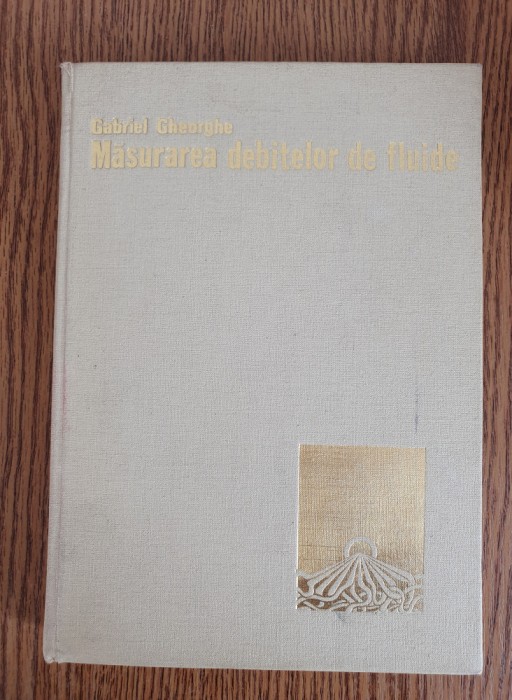 Gabriel Gheorghe
Măsurarea debitelor de fluide